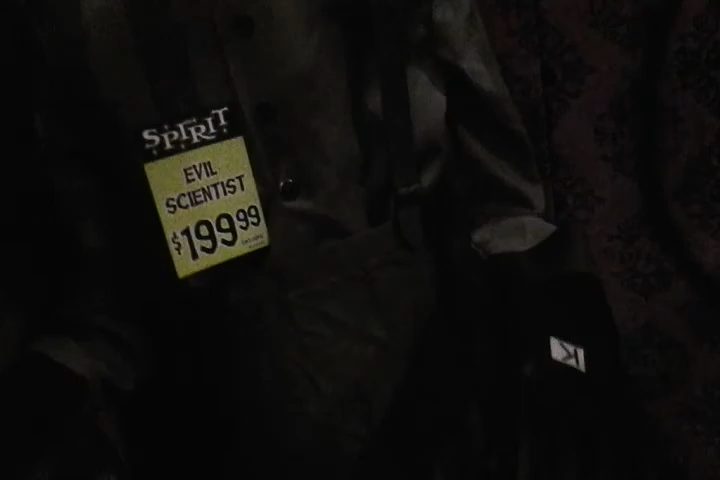 SPIRIT
EVIL
SCIENTIST
$199.99
K